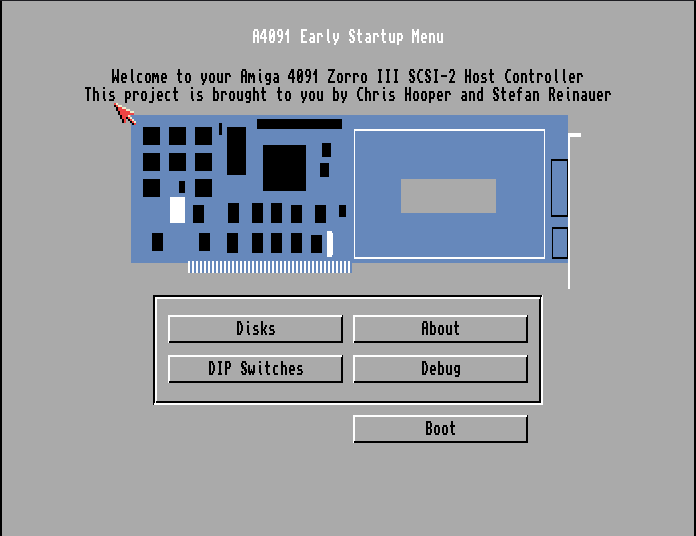 A4091 Early Startup Menu
Welcome to your Amiga 4091 Zorro III SCSI-2 Host Controller
This project is brought to you by Chris Hooper and Stefan Reinauer
Disks
About
DIP Switches
Debug
Boot